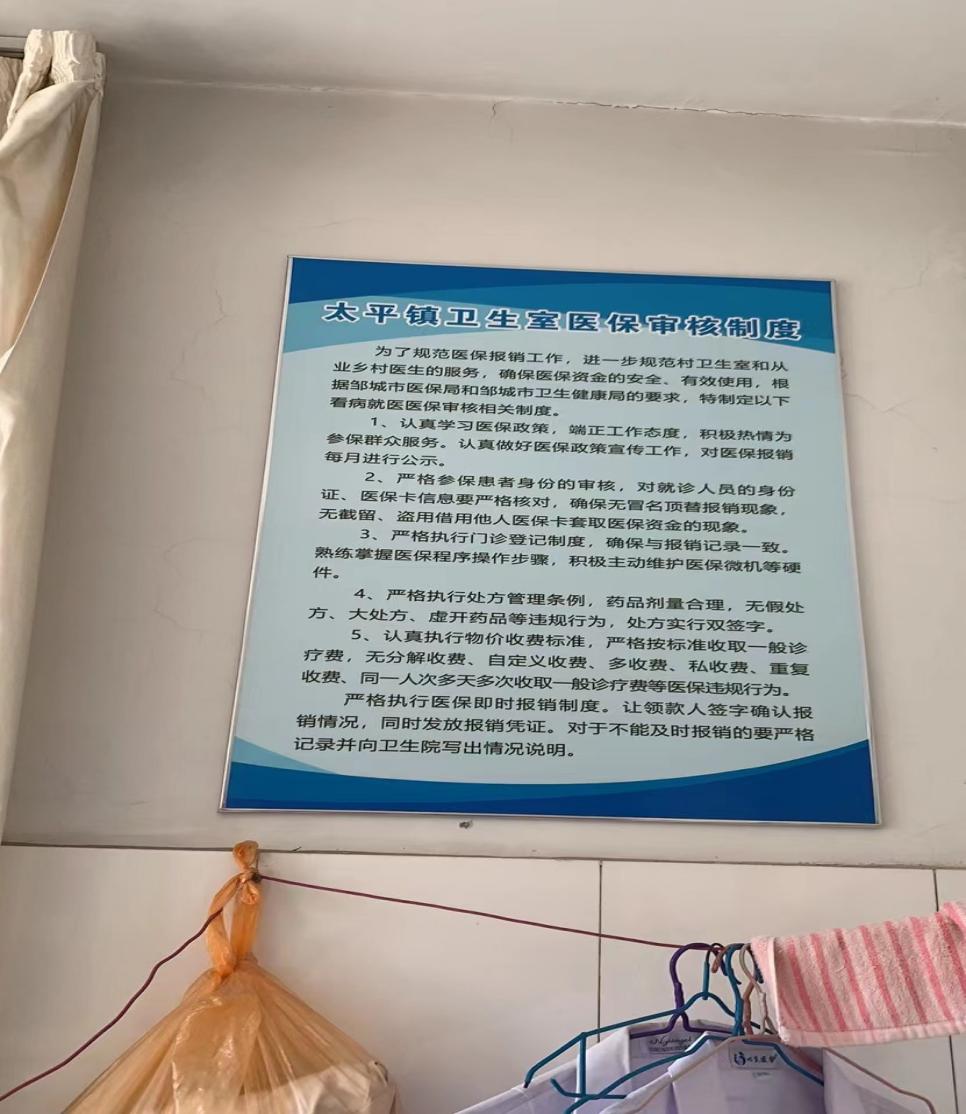 太平镇卫生室医保审核制度
为了规范医保报销工作，进一步规范村卫生室和从
业乡村医生的服务，确保医保资金的安全、有效使用，根
据邹城市医保局和邹城市卫生健康局的要求，特制定以下
看病就医医保审核相关制度。
1、认真学习医保政策，端正工作态度，积极热情为
参保群众服务。认真做好医保政策宣传工作，对医保报销
每月进行公示。
2、严格参保患者身份的审核，对就诊人员的身份
证、医保卡信息要严格核对，确保无冒名顶替报销现象，
无截留、盗用借用他人医保卡套取医保资金的现象。
3、严格执行门诊登记制度，确保与报销记录一致。
熟练掌握医保程序操作步骤，积极主动维护医保微机等硬
件。
4、严格执行处方管理条例，药品剂量合理，无假处
方、大处方、虚开药品等违规行为，处方实行双签字。
5、认真执行物价收费标准，严格按标准收取一般诊
疗费，无分解收费、自定义收费、多收费、私收费、重复
收费、同一人次多天多次收取一般诊疗费等医保违规行为。
严格执行医保即时报销制度。让领款人签字确认报
销情况，同时发放报销凭证。对于不能及时报销的要严格
记录并向卫生院写出情况说明。